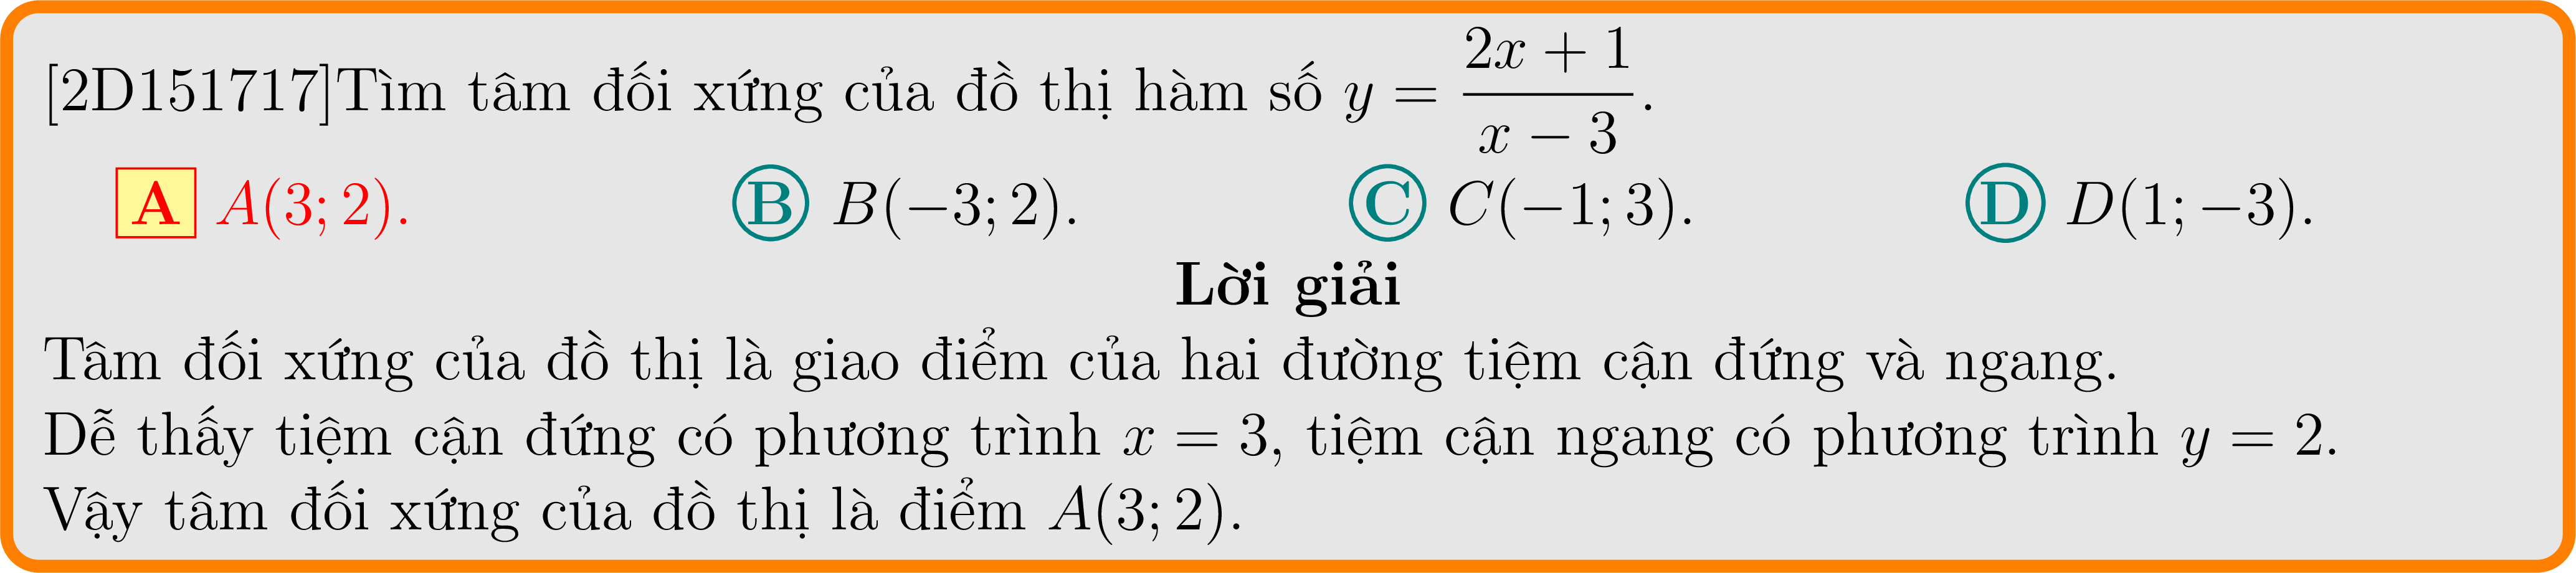 [2D151717]Tìm tâm đối xứng của đồ thị hàm số $y = \dfrac{2x + 1}{x - 3}$.
A $A(3; 2)$. B $B(-3; 2)$. C $C(-1; 3)$. D $D(1; -3)$.
Lời giải
Tâm đối xứng của đồ thị là giao điểm của hai đường tiệm cận đứng và ngang.
Dễ thấy tiệm cận đứng có phương trình $x = 3$, tiệm cận ngang có phương trình $y = 2$.
Vậy tâm đối xứng của đồ thị là điểm $A(3; 2)$.